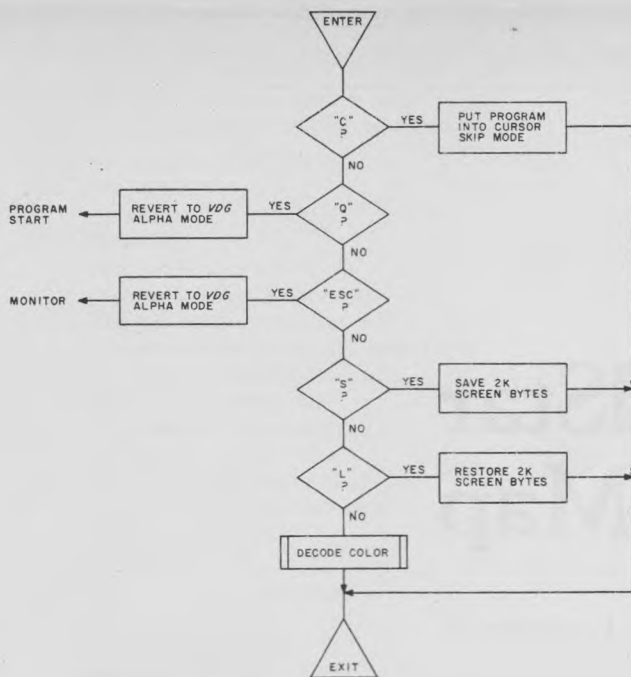 ENTER
"C"
?
YES
PUT PROGRAM
INTO CURSOR
SKIP MODE
NO
PROGRAM
START
REVERT TO VDG
ALPHA MODE
YES
"Q"
?
NO
MONITOR
REVERT TO VDG
ALPHA MODE
YES
"ESC"
?
NO
"S"
?
YES
SAVE 2K
SCREEN BYTES
NO
"L"
?
YES
RESTORE 2K
SCREEN BYTES
NO
DECODE COLOR
EXIT